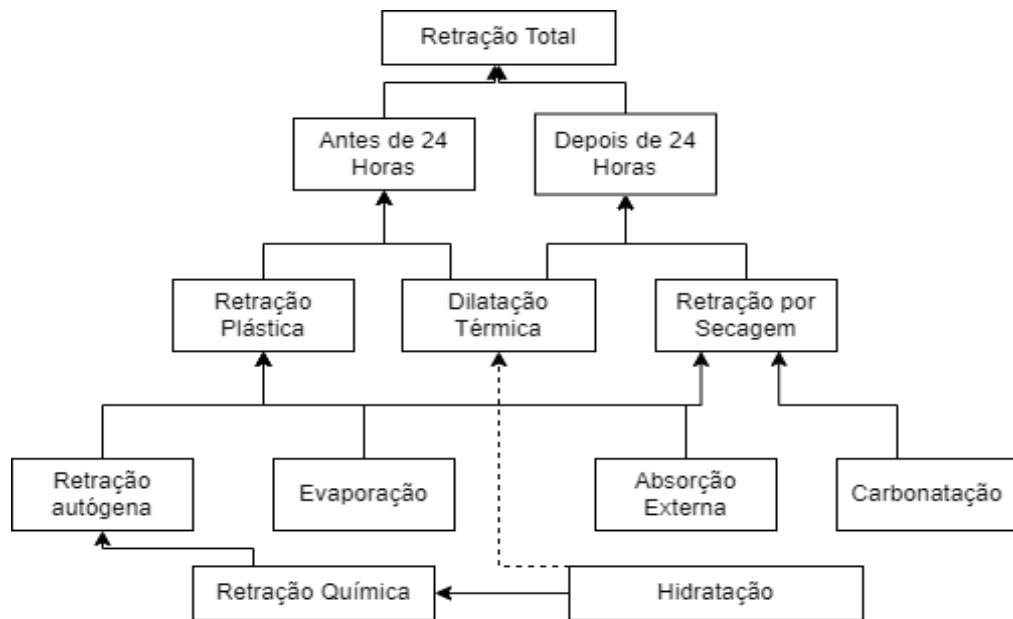 Retração Total
Antes de 24
Horas
Depois de 24
Horas
Retração
Plástica
Dilatação
Térmica
Retração por
Secagem
Retração
autógena
Evaporação
Absorção
Externa
Carbonatação
Retração Química
Hidratação